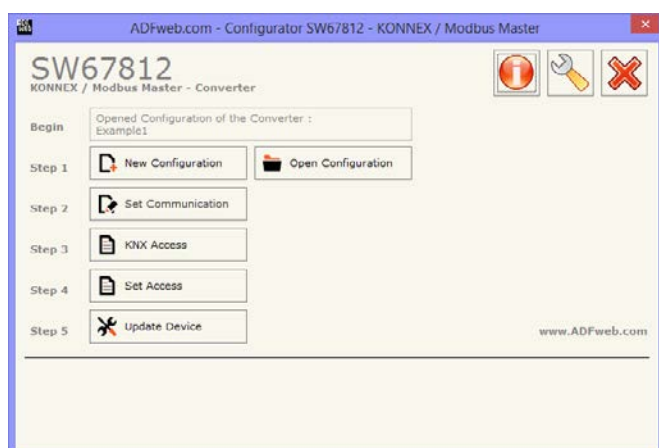 ADFweb.com - Configurator SW67812 - KONNEX / Modbus Master
SW67812
KONNEX / Modbus Master - Converter
Begin
Opened Configuration of the Converter :
Example1
Step 1
New Configuration
Open Configuration
Step 2
Set Communication
Step 3
KNX Access
Step 4
Set Access
Step 5
Update Device
www.ADFweb.com